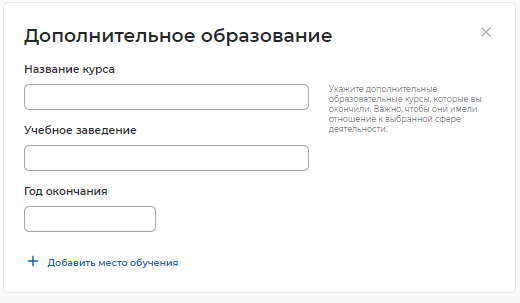 Дополнительное образование
Название курса
Укажите дополнительные
образовательные курсы, которые вы
окончили. Важно, чтобы они имели
отношение к выбранной сфере
деятельности.
Учебное заведение
Год окончания
+ Добавить место обучения